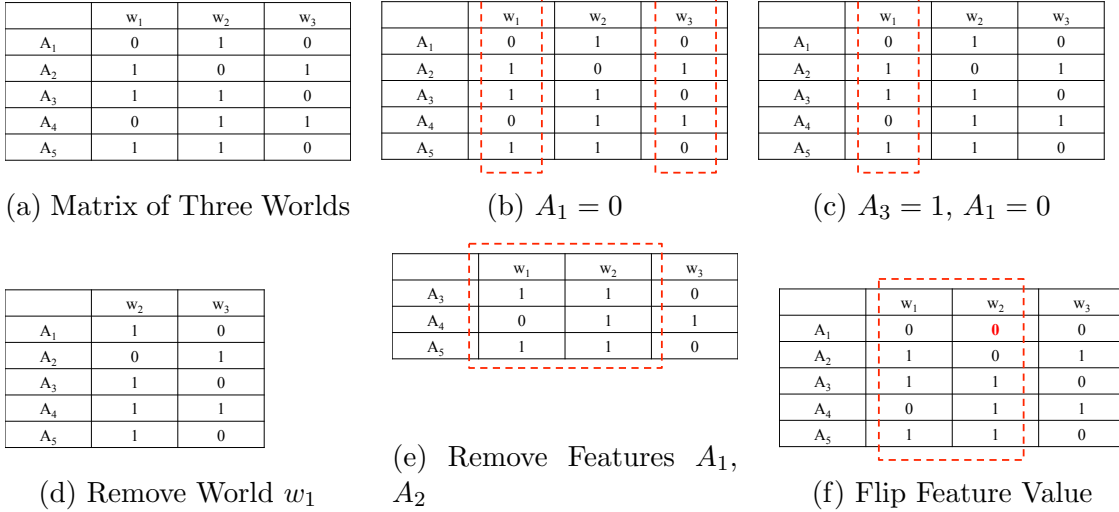 w1 w2 w3
A1 0 1 0
A2 1 0 1
A3 1 1 0
A4 0 1 1
A5 1 1 0
(a) Matrix of Three Worlds
w1 w2 w3
A1 0 1 0
A2 1 0 1
A3 1 1 0
A4 0 1 1
A5 1 1 0
(b) A1 = 0
w1 w2 w3
A1 0 1 0
A2 1 0 1
A3 1 1 0
A4 0 1 1
A5 1 1 0
(c) A3 = 1, A1 = 0
w2 w3
A1 1 0
A2 0 1
A3 1 0
A4 1 1
A5 1 0
(d) Remove World w1
w1 w2 w3
A3 1 1 0
A4 0 1 1
A5 1 1 0
(e) Remove Features A1,
A2
w1 w2 w3
A1 0 0 0
A2 1 0 1
A3 1 1 0
A4 0 1 1
A5 1 1 0
(f) Flip Feature Value